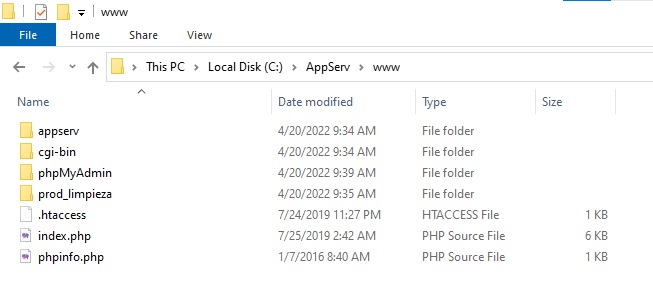 www
File Home Share View
This PC Local Disk (C:) AppServ www
Name Date modified Type Size
appserv 4/20/2022 9:34 AM File folder
cgi-bin 4/20/2022 9:34 AM File folder
phpMyAdmin 4/20/2022 9:39 AM File folder
prod_limpieza 4/20/2022 9:35 AM File folder
.htaccess 7/24/2019 11:27 PM HTACCESS File 1 KB
index.php 7/25/2019 2:42 AM PHP Source File 6 KB
phpinfo.php 1/7/2016 8:40 AM PHP Source File 1 KB